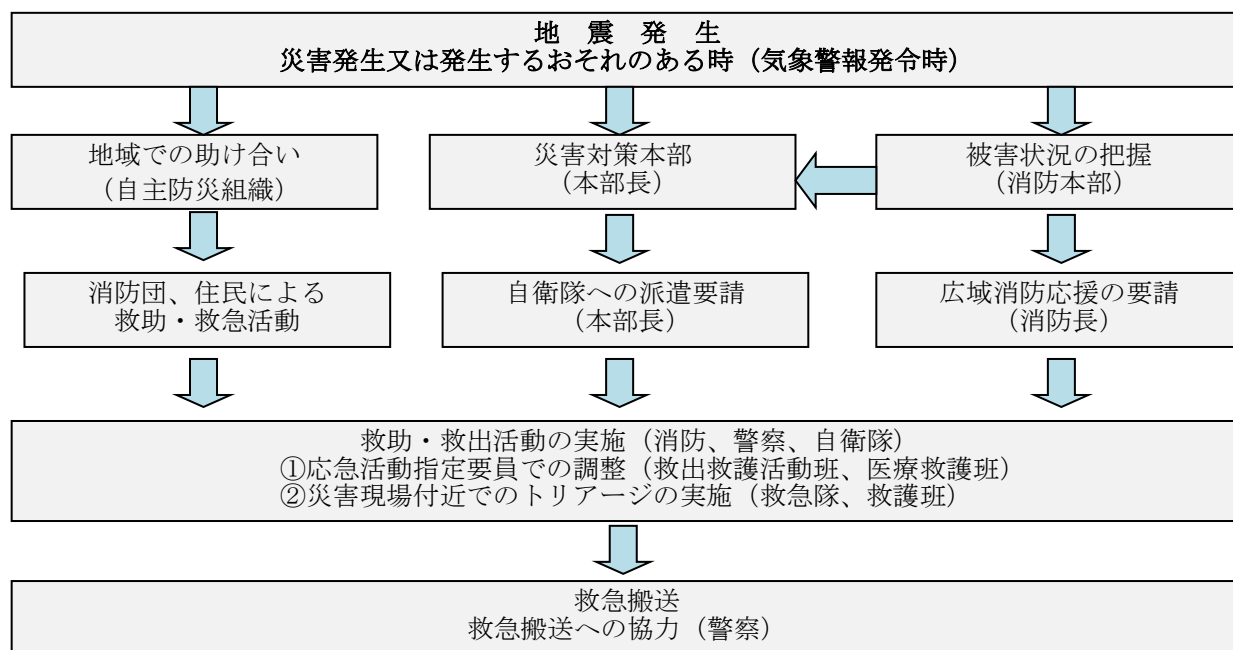 地　震　発　生
災害発生又は発生するおそれのある時（気象警報発令時）
地域での助け合い
（自主防災組織）
災害対策本部
（本部長）
被害状況の把握
（消防本部）
消防団、住民による
救助・救急活動
自衛隊への派遣要請
（本部長）
広域消防応援の要請
（消防長）
救助・救出活動の実施（消防、警察、自衛隊）
①応急活動指定要員での調整（救出救護活動班、医療救護班）
②災害現場付近でのトリアージの実施（救急隊、救護班）
救急搬送
救急搬送への協力（警察）